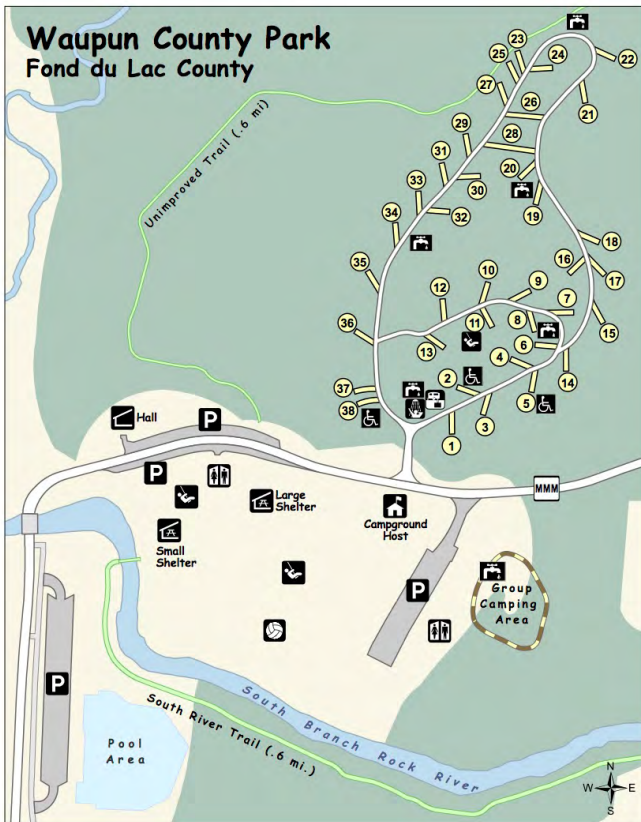 Waupun County Park
Fond du Lac County
Unimproved Trail (.6 mi)
23
24
25
22
27
26
21
29
28
31
20
33
30
19
34
32
18
35
16
17
10
9
12
7
11
8
15
36
13
6
4
2
14
37
5
38
3
1
Hall
P
P
MMM
Large
Shelter
Campground
Host
Small
Shelter
P
Group
Camping
Area
P
South River Trail (.6 mi.)
South Branch Rock River
Pool
Area
N
W
E
S